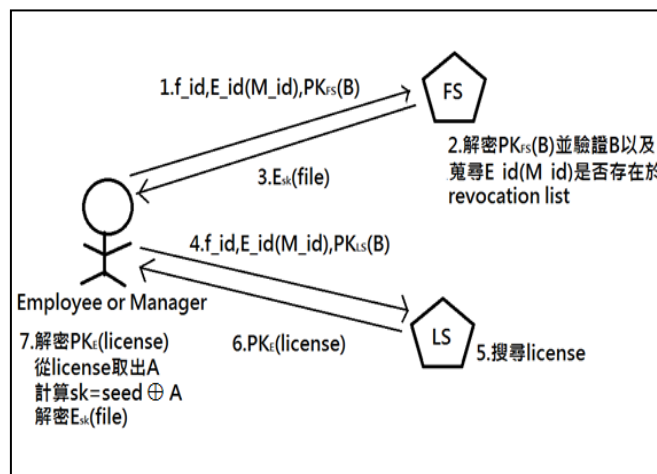 1.f_id,E_id(M_id),PKFS(B)
FS
2.解密PKFS(B)並驗證B以及
蒐尋E_id(M_id)是否存在於
revocation list
3.Esk(file)
4.f_id,E_id(M_id),PKLS(B)
Employee or Manager
LS
5.搜尋license
6.PKE(license)
7.解密PKE(license)
從license取出A
計算sk=seed⊕A
解密Esk(file)